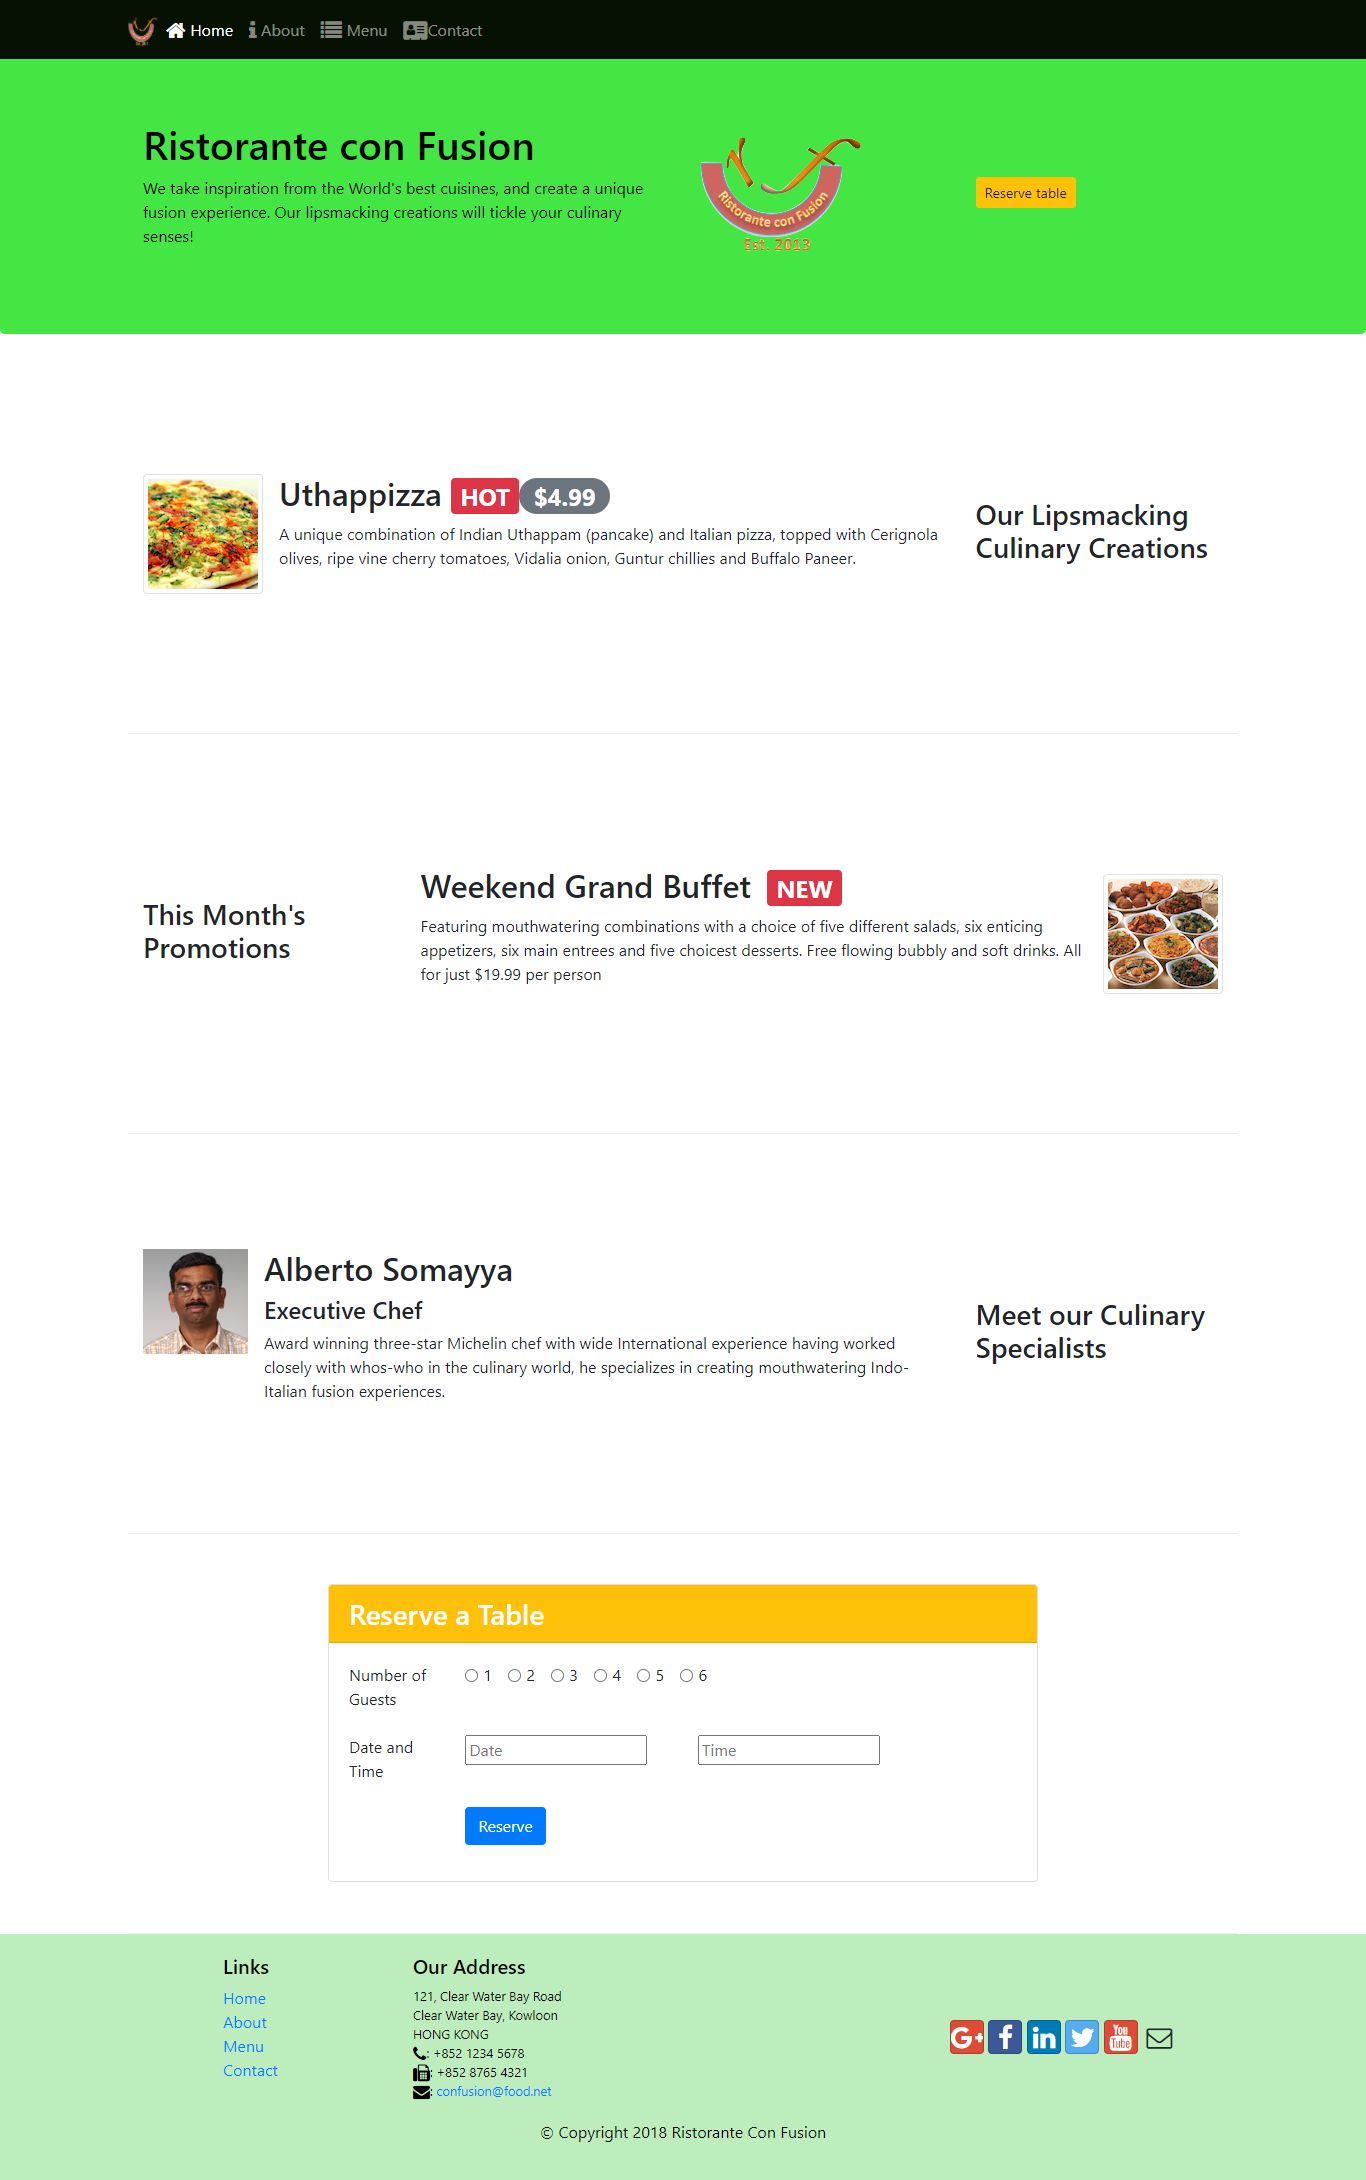 Home About Menu Contact
Ristorante con Fusion
We take inspiration from the World's best cuisines, and create a unique
fusion experience. Our lipsmacking creations will tickle your culinary
senses!
Ristorante con Fusion
Est. 2013
Reserve table
Uthappizza HOT $4.99
A unique combination of Indian Uthappam (pancake) and Italian pizza, topped with Cerignola
olives, ripe vine cherry tomatoes, Vidalia onion, Guntur chillies and Buffalo Paneer.
Our Lipsmacking
Culinary Creations
This Month's
Promotions
Weekend Grand Buffet NEW
Featuring mouthwatering combinations with a choice of five different salads, six enticing
appetizers, six main entrees and five choicest desserts. Free flowing bubbly and soft drinks. All
for just $19.99 per person
Alberto Somayya
Executive Chef
Award winning three-star Michelin chef with wide International experience having worked
closely with whos-who in the culinary world, he specializes in creating mouthwatering Indo-
Italian fusion experiences.
Meet our Culinary
Specialists
Reserve a Table
Number of
Guests
1 2 3 4 5 6
Date and
Time
Date
Time
Reserve
Links
Home
About
Menu
Contact
Our Address
121, Clear Water Bay Road
Clear Water Bay, Kowloon
HONG KONG
: +852 1234 5678
: +852 8765 4321
: confusion@food.net
G+ f in You Tube
© Copyright 2018 Ristorante Con Fusion